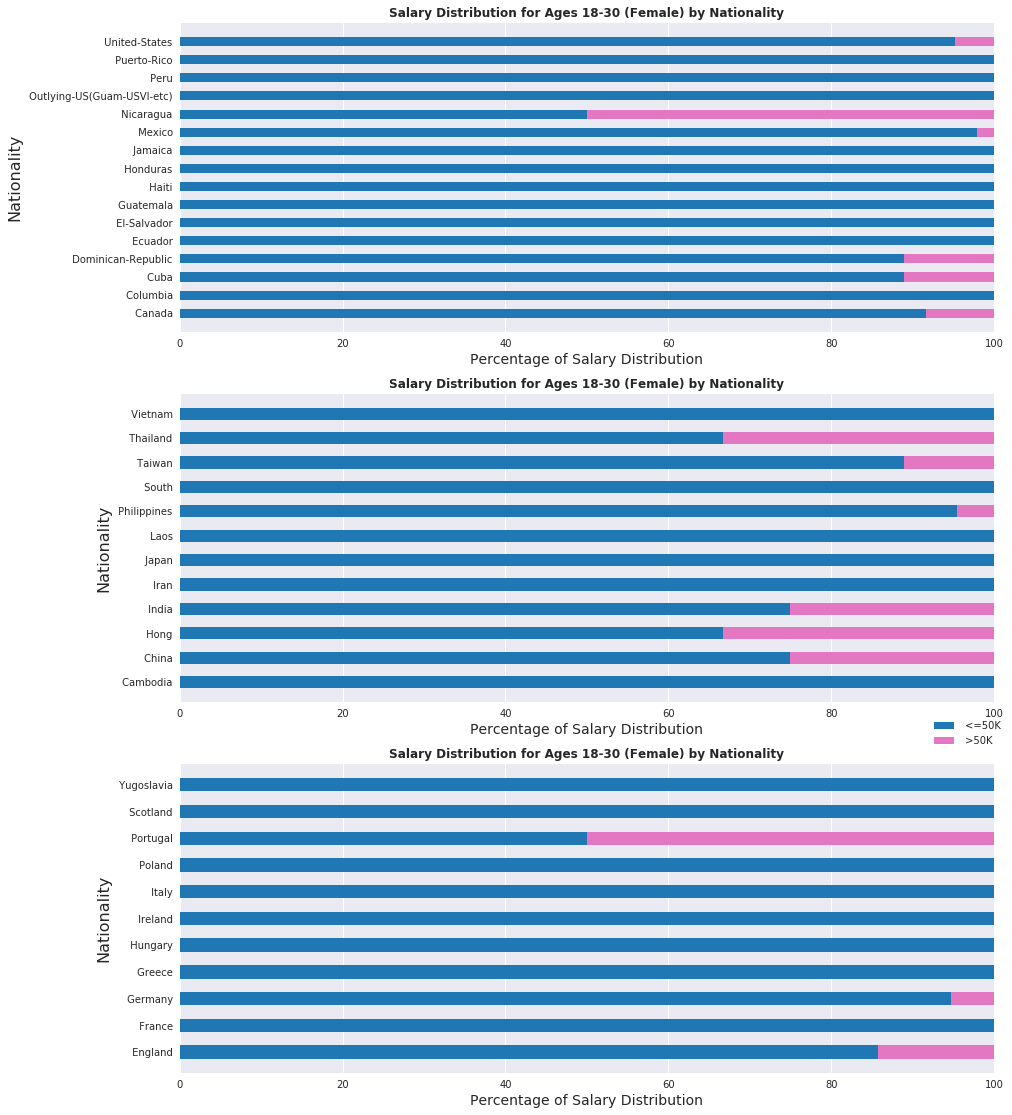 Salary Distribution for Ages 18-30 (Female) by Nationality
Nationality
United-States
Puerto-Rico
Peru
Outlying-US(Guam-USVI-etc)
Nicaragua
Mexico
Jamaica
Honduras
Haiti
Guatemala
El-Salvador
Ecuador
Dominican-Republic
Cuba
Columbia
Canada
0 20 40 60 80 100
Percentage of Salary Distribution
Salary Distribution for Ages 18-30 (Female) by Nationality
Nationality
Vietnam
Thailand
Taiwan
South
Philippines
Laos
Japan
Iran
India
Hong
China
Cambodia
0 20 40 60 80 100
Percentage of Salary Distribution
<=50K
>50K
Salary Distribution for Ages 18-30 (Female) by Nationality
Nationality
Yugoslavia
Scotland
Portugal
Poland
Italy
Ireland
Hungary
Greece
Germany
France
England
0 20 40 60 80 100
Percentage of Salary Distribution